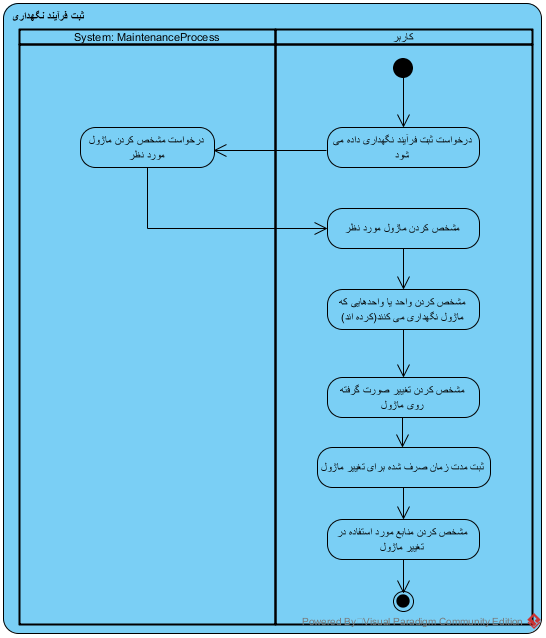 ثبت فرآیند نگهداری
System: MaintenanceProcess
کاربر
درخواست ثبت فرآیند نگهداری داده می
شود
درخواست مشخص کردن ماژول
مورد نظر
مشخص کردن ماژول مورد نظر
مشخص کردن واحد یا واحدهایی که
ماژول نگهداری می کنند(کرده اند)
مشخص کردن تغییر صورت گرفته
روی ماژول
ثبت مدت زمان صرف شده برای تغییر ماژول
مشخص کردن منابع مورد استفاده در
تغییر ماژول
Powered By: Visual Paradigm Community Edition